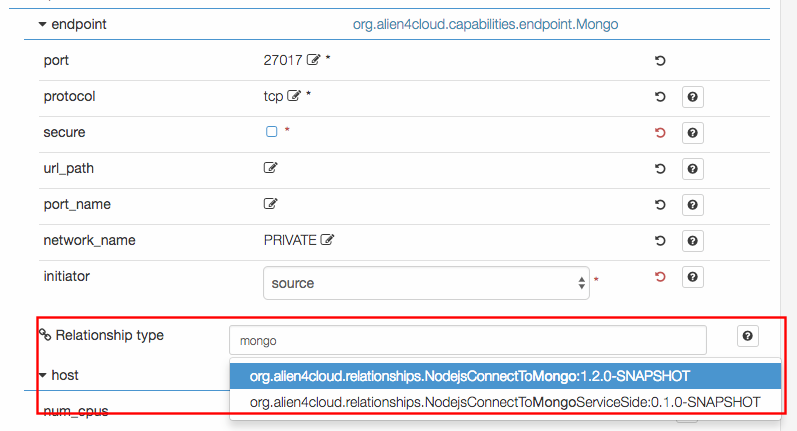 endpoint org.alien4cloud.capabilities.endpoint.Mongo
port 27017 *
protocol tcp *
secure *
url_path
port_name
network_name PRIVATE
initiator source *
Relationship type mongo
host org.alien4cloud.relationships.NodejsConnectToMongo:1.2.0-SNAPSHOT
org.alien4cloud.relationships.NodejsConnectToMongoServiceSide:0.1.0-SNAPSHOT
num_cpus